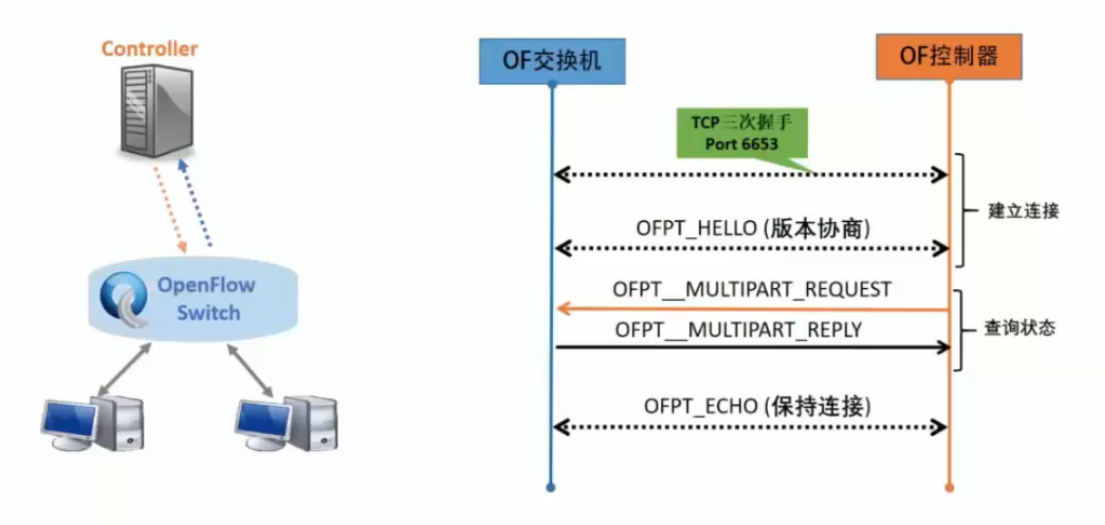 Controller
OpenFlow
Switch
OF交换机
OF控制器
TCP三次握手
Port 6653
OFPT_HELLO (版本协商)
建立连接
OFPT__MULTIPART_REQUEST
OFPT__MULTIPART_REPLY
查询状态
OFPT_ECHO (保持连接)